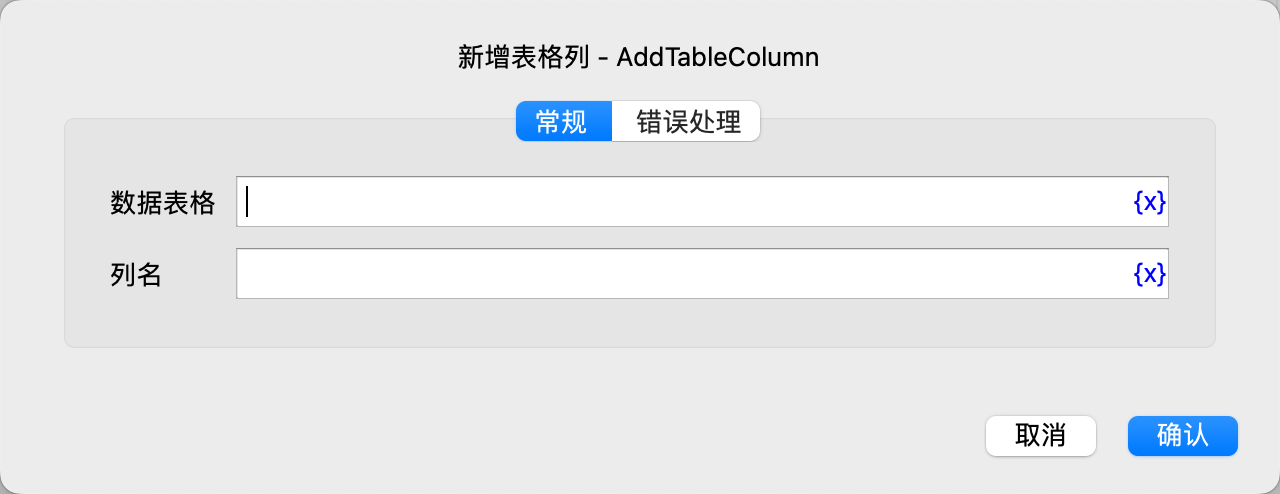 新增表格列 - AddTableColumn
常规 错误处理
数据表格 {x}
列名 {x}
取消 确认